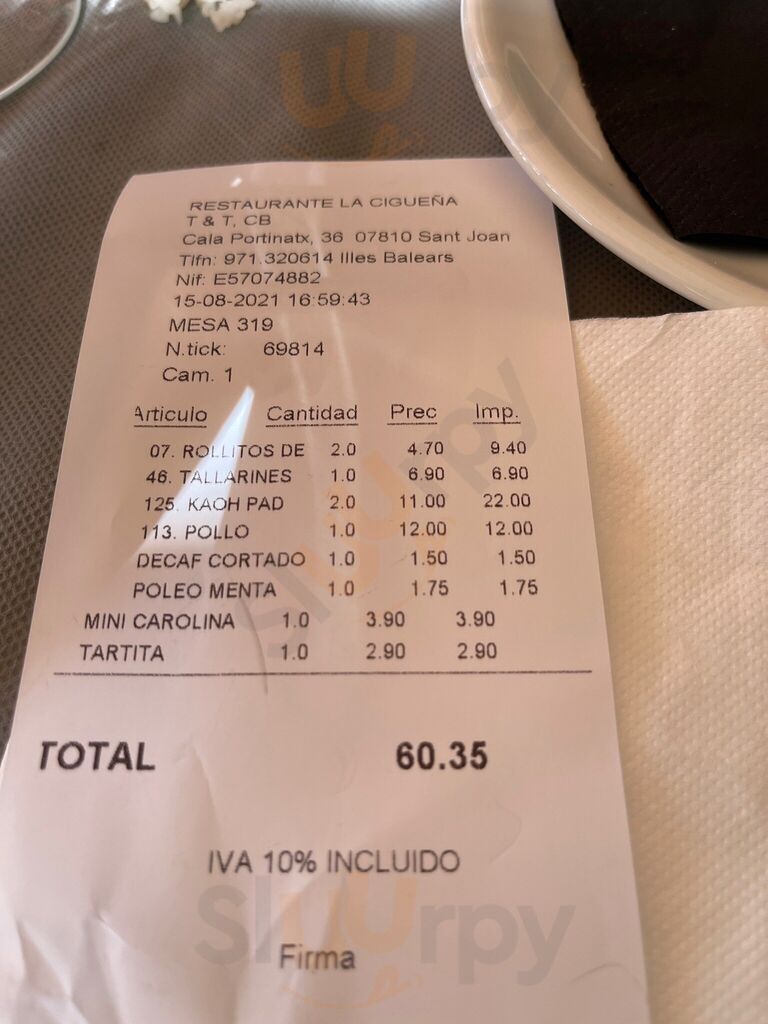 RESTAURANTE LA CIGUEÑA
T & T, CB
Cala Portinatx, 36 07810 Sant Joan
Tlfn: 971.320614 Illes Balears
Nif: E57074882
15-08-2021 16:59:43
MESA 319
N.tick: 69814
Cam. 1
Articulo Cantidad Prec Imp.
07. ROLLITOS DE 2.0 4.70 9.40
46. TALLARINES 1.0 6.90 6.90
125. KAOH PAD 2.0 11.00 22.00
113. POLLO 1.0 12.00 12.00
DECAF CORTADO 1.0 1.50 1.50
POLEO MENTA 1.0 1.75 1.75
MINI CAROLINA 1.0 3.90 3.90
TARTITA 1.0 2.90 2.90
TOTAL 60.35
IVA 10% INCLUIDO
Sluurpy
Firma